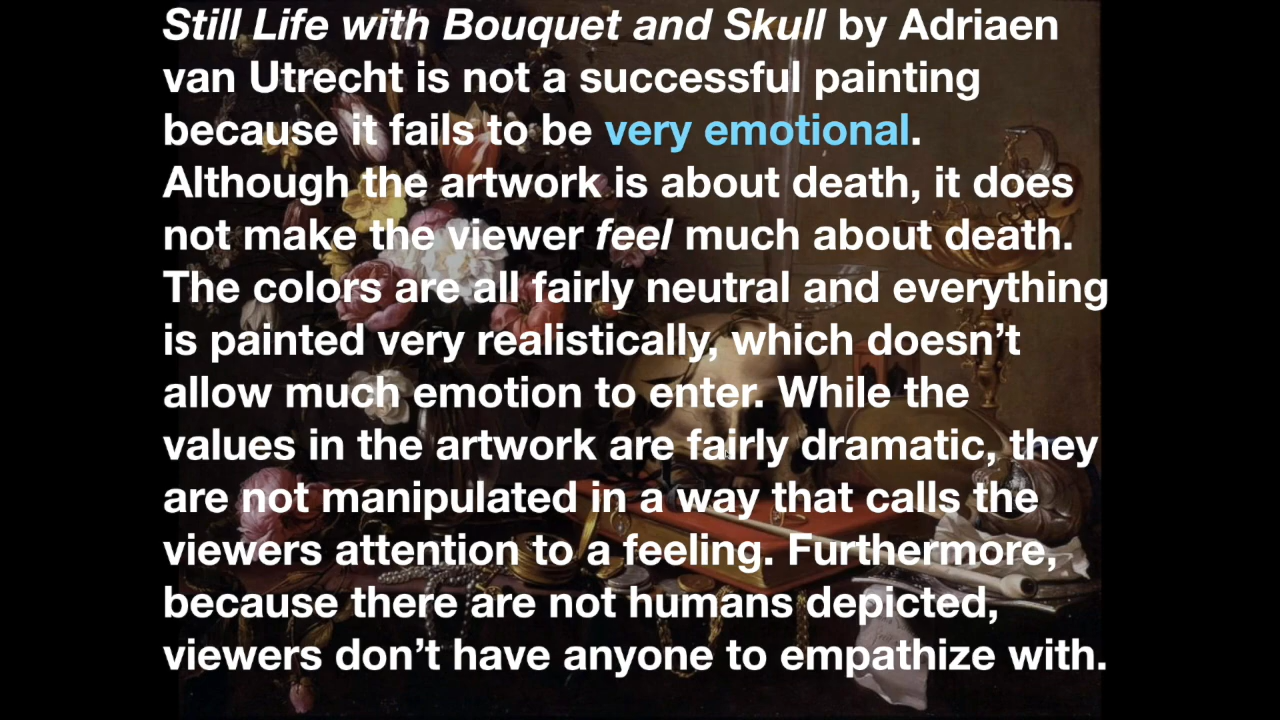 Still Life with Bouquet and Skull by Adriaen
van Utrecht is not a successful painting
because it fails to be very emotional.
Although the artwork is about death, it does
not make the viewer feel much about death.
The colors are all fairly neutral and everything
is painted very realistically, which doesn’t
allow much emotion to enter. While the
values in the artwork are fairly dramatic, they
are not manipulated in a way that calls the
viewers attention to a feeling. Furthermore,
because there are not humans depicted,
viewers don’t have anyone to empathize with.